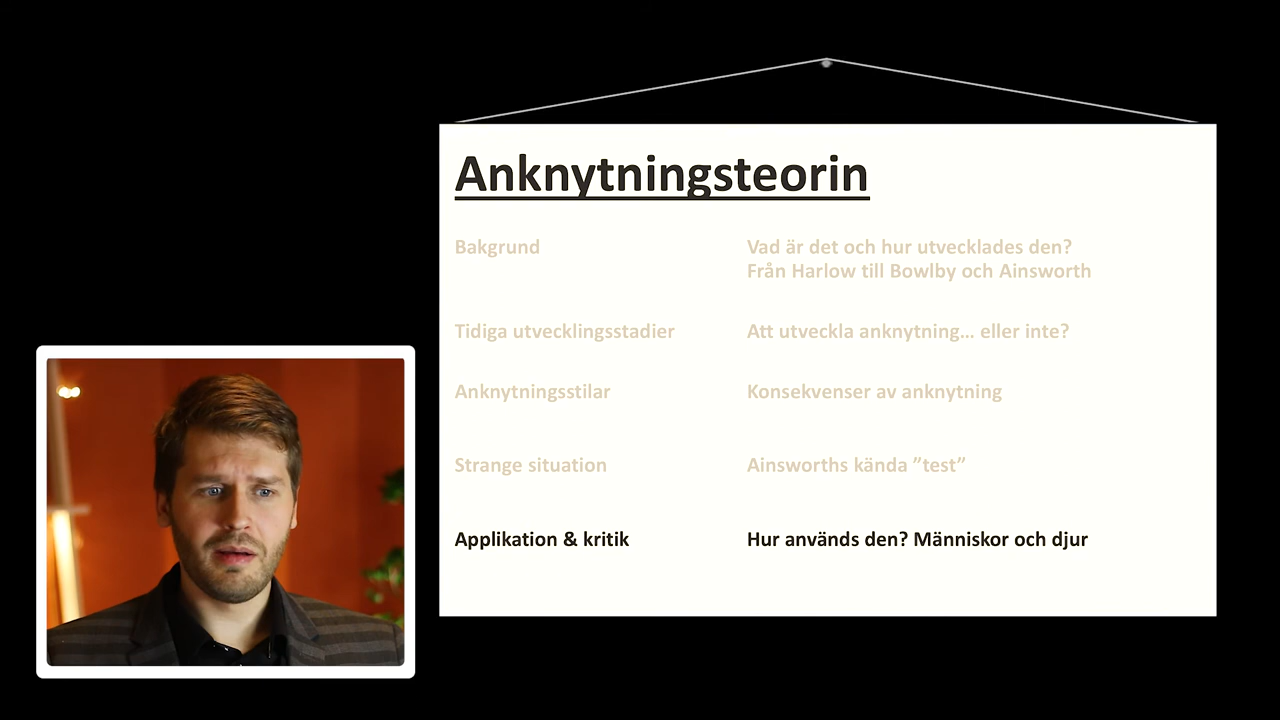 Anknytningsteorin
Bakgrund
Vad är det och hur utvecklades den?
Från Harlow till Bowlby och Ainsworth
Tidiga utvecklingsstadier
Att utveckla anknytning... eller inte?
Anknytningsstilar
Konsekvenser av anknytning
Strange situation
Ainsworths kända ”test”
Applikation & kritik
Hur används den? Människor och djur